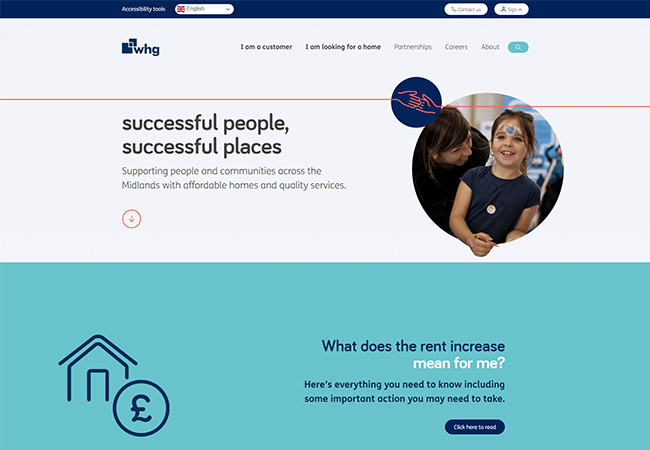 Accessibility tools
English
Contact us
Sign in
whg
I am a customer
I am looking for a home
Partnerships
Careers
About
successful people,
successful places
Supporting people and communities across the
Midlands with affordable homes and quality services.
What does the rent increase
mean for me?
Here's everything you need to know including
some important action you may need to take.
£
Click here to read